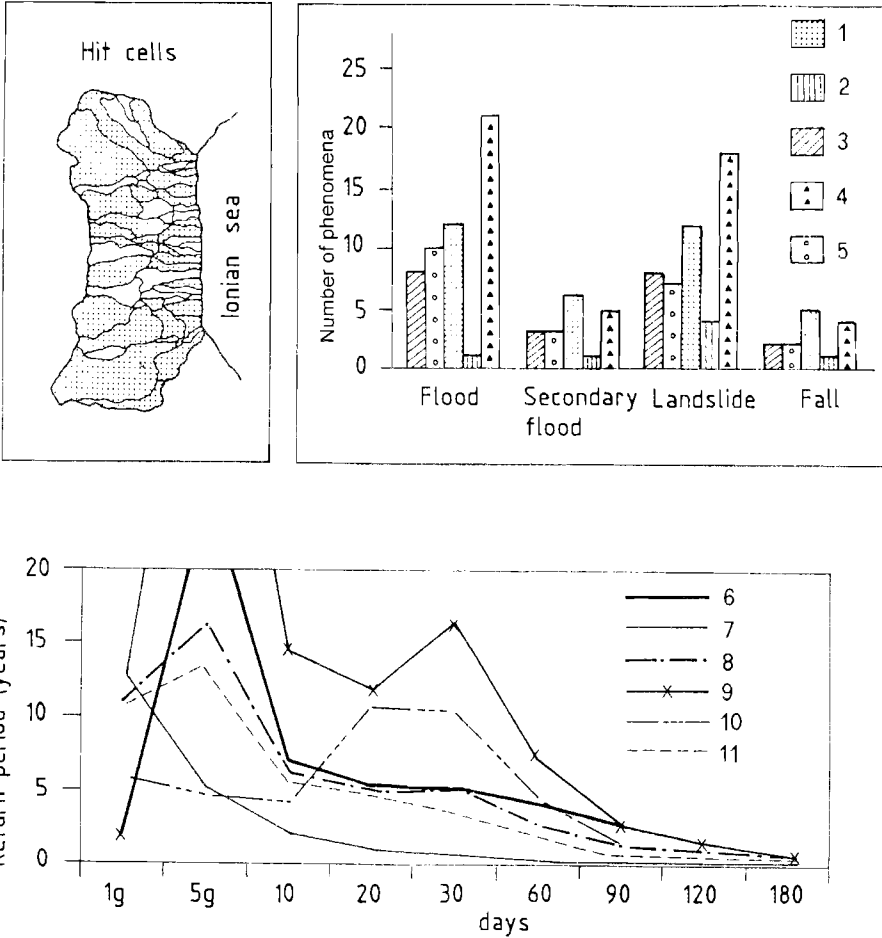 Hit cells
Ionian sea
Number of phenomena
25
20
15
10
5
0
Flood
Secondary flood
Landslide
Fall
1
2
3
4
5
period (years)
20
15
10
5
0
1g 5g 10 20 30 60 90 120 180
days
6
7
8
9
10
11